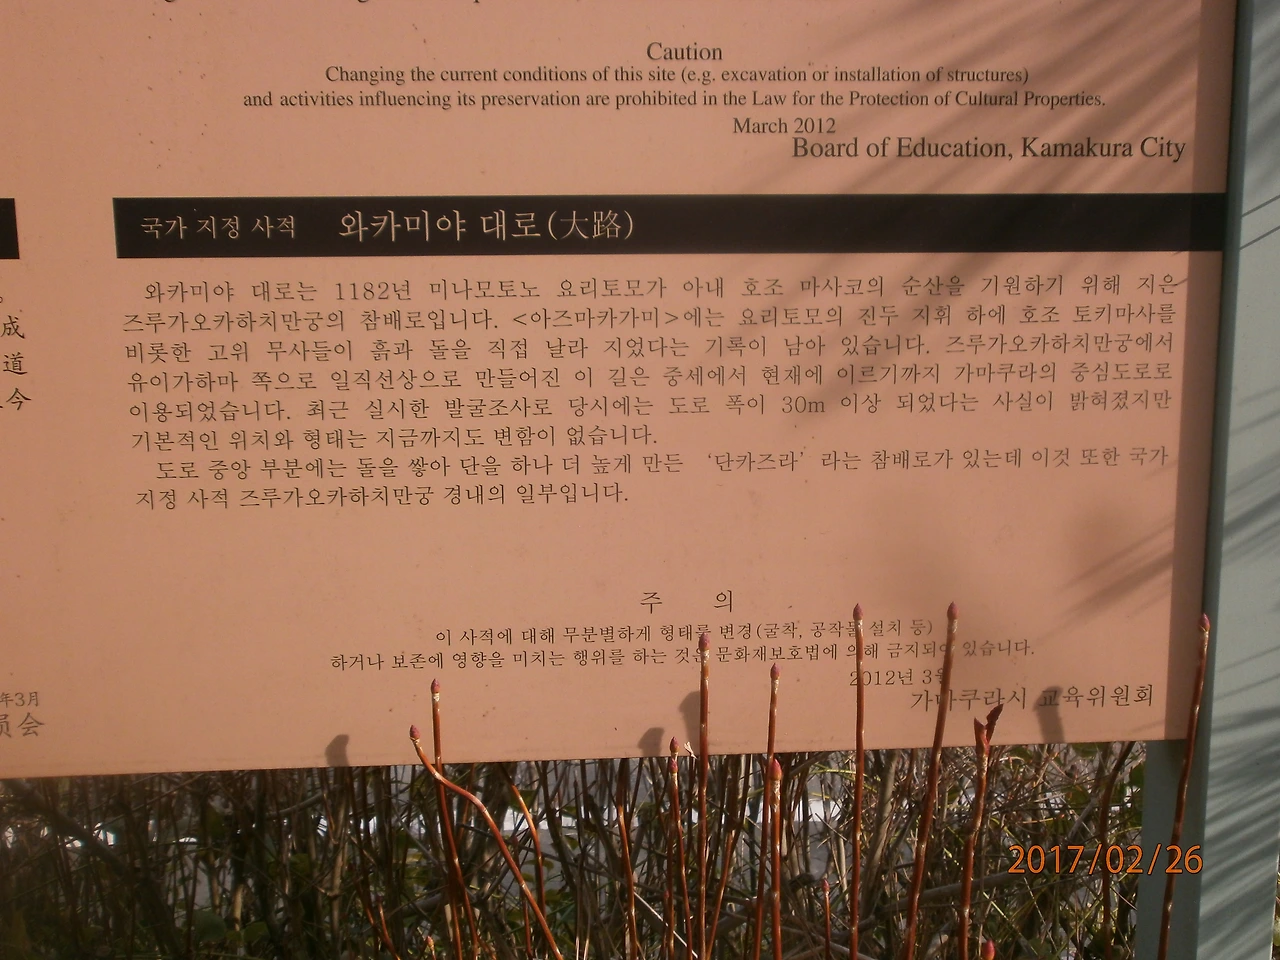 Caution
Changing the current conditions of this site (e.g. excavation or installation of structures)
and activities influencing its preservation are prohibited in the Law for the Protection of Cultural Properties.
March 2012
Board of Education, Kamakura City
국가 지정 사적 와카미야 대로(大路)
와카미야 대로는 1182년 미나모토노 요리토모가 아내 호조 마사코의 순산을 기원하기 위해 지은
즈루가오카하치만궁의 참배로입니다. <아즈마카가미>에는 요리토모의 진두 지휘 하에 호조 토키마사를
비롯한 고위 무사들이 흙과 돌을 직접 날라 지었다는 기록이 남아 있습니다. 즈루가오카하치만궁에서
유이가하마 쪽으로 일직선상으로 만들어진 이 길은 중세에서 현재에 이르기까지 가마쿠라의 중심도로로
이용되었습니다. 최근 실시한 발굴조사로 당시에는 도로 폭이 30m 이상 되었다는 사실이 밝혀졌지만
기본적인 위치와 형태는 지금까지도 변함이 없습니다.
도로 중앙 부분에는 돌을 쌓아 단을 하나 더 높게 만든 ‘단카즈라’ 라는 참배로가 있는데 이것 또한 국가
지정 사적 즈루가오카하치만궁 경내의 일부입니다.
주 의
이 사적에 대해 무분별하게 형태를 변경(굴착, 공작물 설치 등)
하거나 보존에 영향을 미치는 행위를 하는 것은 문화재보호법에 의해 금지되어 있습니다.
2012년 3월
가마쿠라시 교육위원회
成
道
今
年3月
員会
2017/02/26